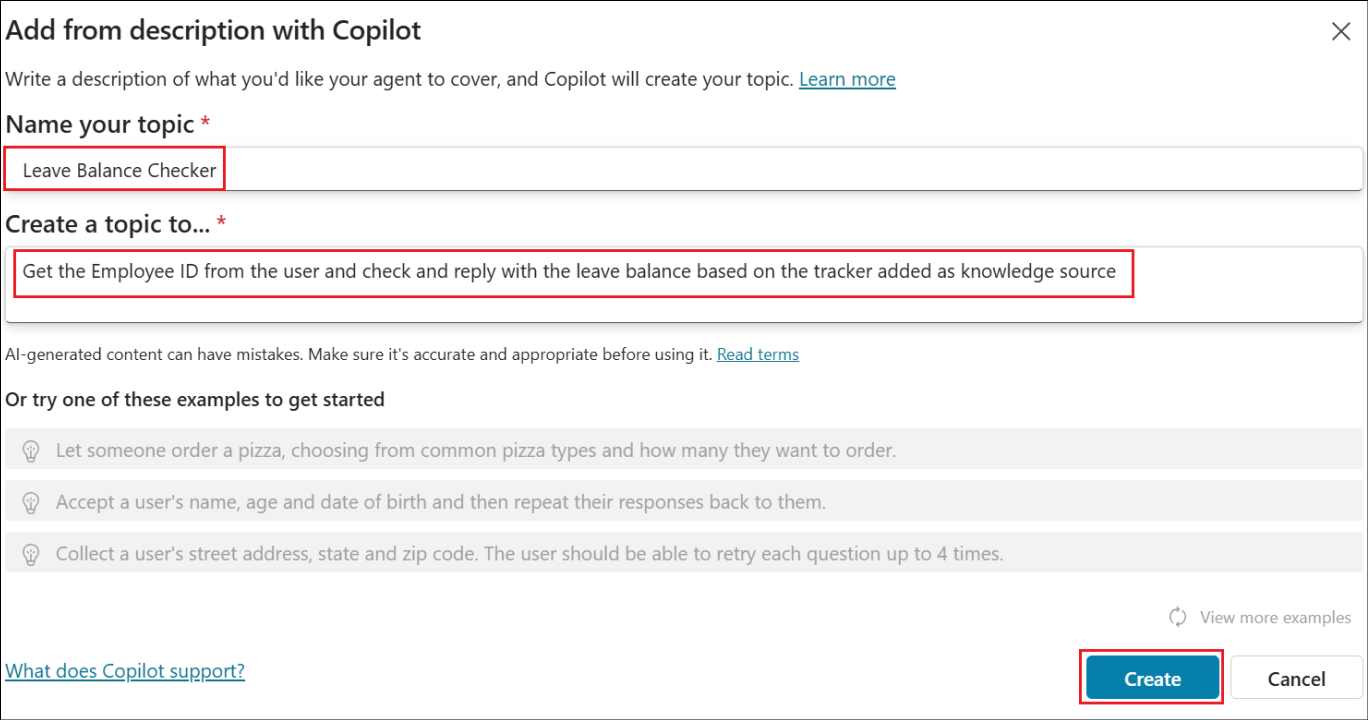 Add from description with Copilot
Write a description of what you'd like your agent to cover, and Copilot will create your topic. Learn more
Name your topic *
Leave Balance Checker
Create a topic to... *
Get the Employee ID from the user and check and reply with the leave balance based on the tracker added as knowledge source
AI-generated content can have mistakes. Make sure it's accurate and appropriate before using it. Read terms
Or try one of these examples to get started
Let someone order a pizza, choosing from common pizza types and how many they want to order.
Accept a user's name, age and date of birth and then repeat their responses back to them.
Collect a user's street address, state and zip code. The user should be able to retry each question up to 4 times.
View more examples
What does Copilot support?
Create
Cancel